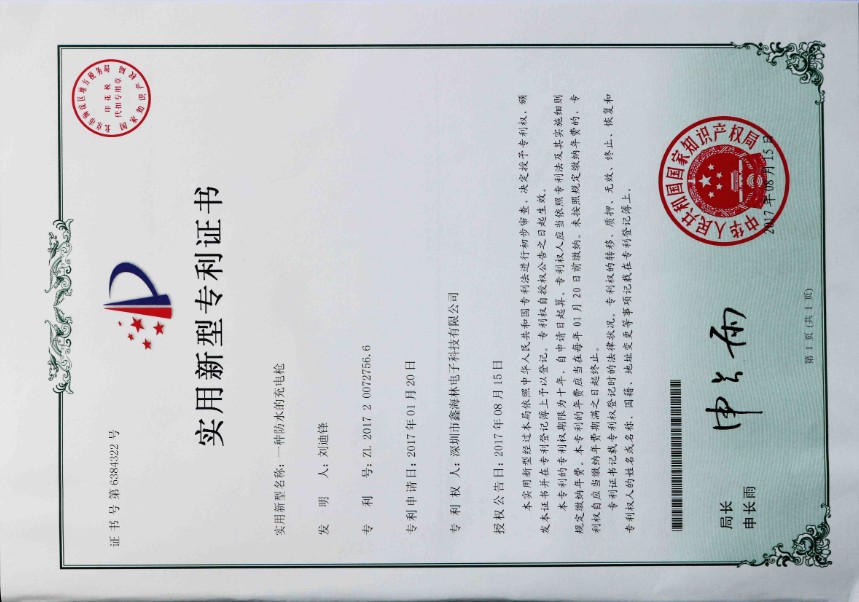 证书号第6384322号
实用新型专利证书
实用新型名称：一种防水的充电枪
发 明 人：刘迪锋
专 利 号：ZL 2017 2 0072756.6
专利申请日：2017年01月20日
专 利 权 人：深圳市鑫海林电子科技有限公司
授权公告日：2017年08月15日
本实用新型经过本局依照中华人民共和国专利法进行初步审查，决定授予专利权，颁
发本证书并在专利登记簿上予以登记。专利权自授权公告之日起生效。
本专利的专利权期限为十年，自申请日起算。专利权人应当依照专利法及其实施细则
规定缴纳年费。本专利的年费应当在每年01月20日前缴纳。未按照规定缴纳年费的，专
利权自应当缴纳年费期满之日起终止。
专利证书记载专利权登记时的法律状况。专利权的转移、质押、无效、终止、恢复和
专利权人的姓名或名称、国籍、地址变更等事项记载在专利登记簿上。
局长
申长雨
申长雨
中华人民共和国国家知识产权局
2017年08月15日
第1页（共1页）
印花税
代扣专用章
国家知识产权局